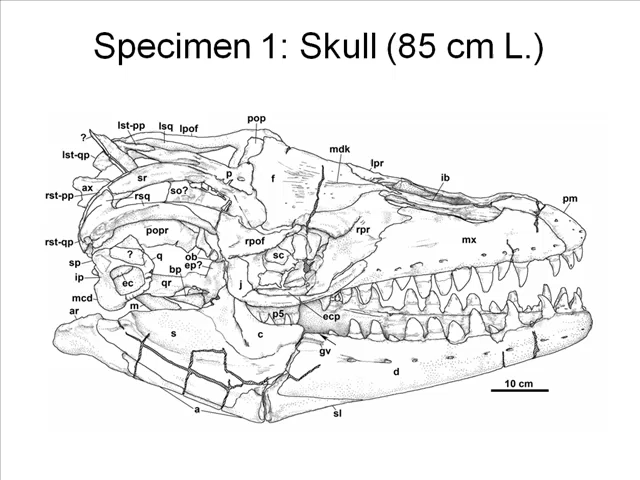 Specimen 1: Skull (85 cm L.)
pop
lst-pp lsq lpof
?
mdk
lst-qp
lpr
p
f
ib
sr
ax
so?
rst-pp
rsq
pm
rpr
popr
rpof
mx
rst-qp
?
q
ob
sc
sp
bp
ep?
ip
ec
qr
j
mcd
m
ar
p5
ecp
s
c
gv
d
10 cm
a
sl